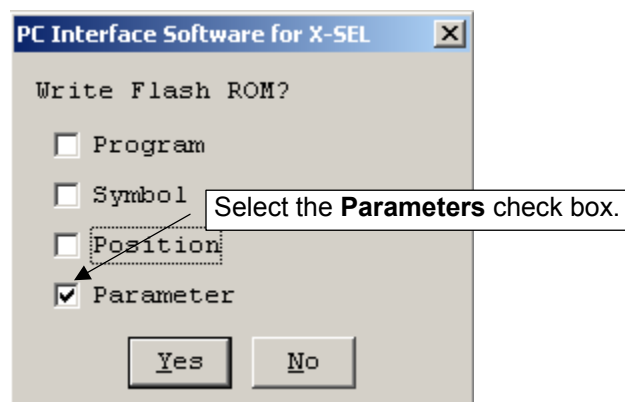 PC Interface Software for X-SEL
Write Flash ROM?
Program
Symbol
Select the Parameters check box.
Position
Parameter
Yes No